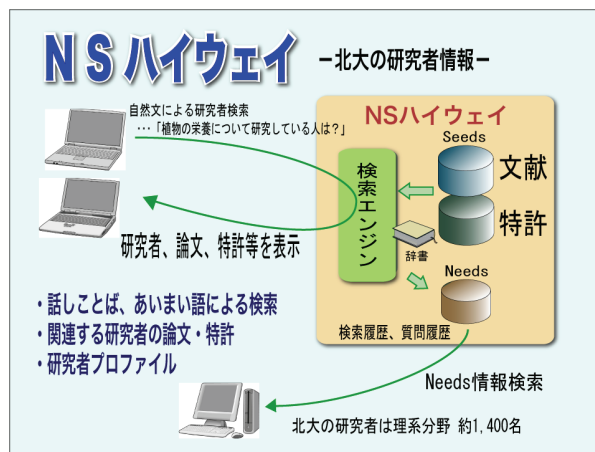 NSハイウェイ －北大の研究者情報－
自然文による研究者検索
…「植物の栄養について研究している人は？」
研究者、論文、特許等を表示
NSハイウェイ
Seeds
文献
特許
検索エンジン
辞書
Needs
検索履歴、質問履歴
・話しことば、あいまい語による検索
・関連する研究者の論文・特許
・研究者プロファイル
Needs情報検索
北大の研究者は理系分野 約1,400名